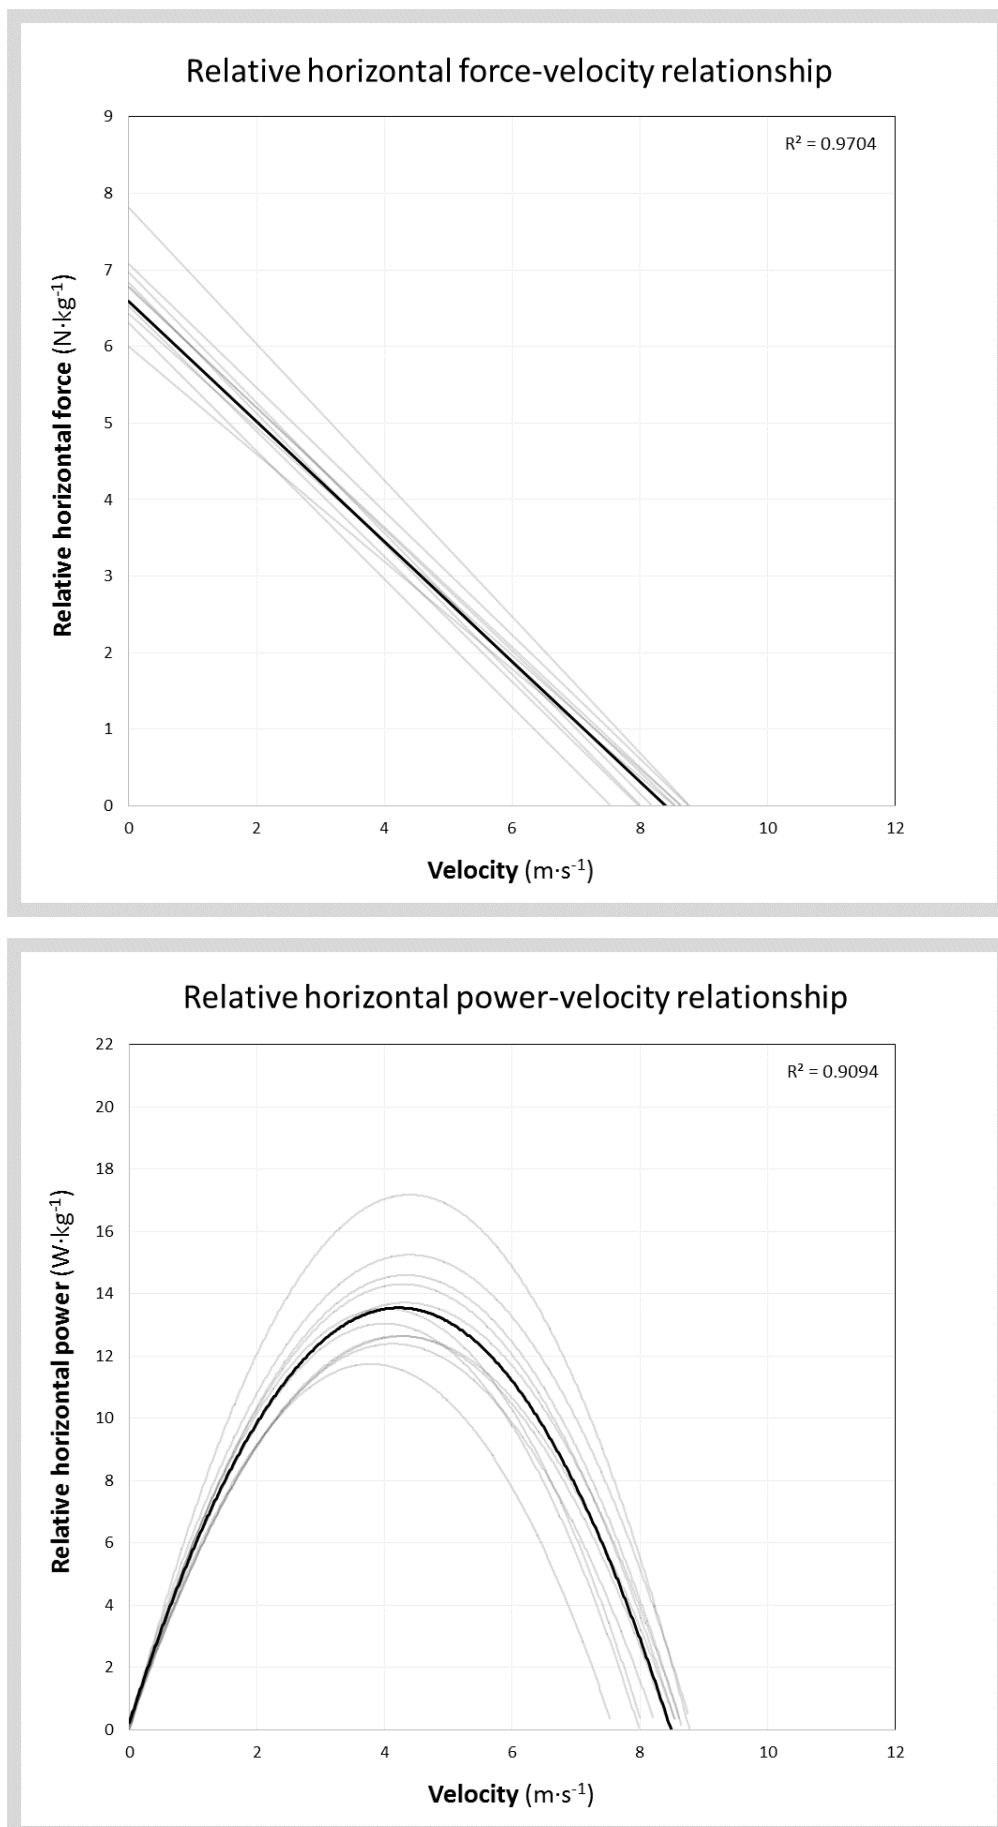 Relative horizontal force-velocity relationship
R² = 0.9704
9
8
7
6
5
4
3
2
1
0
Relative horizontal force (N·kg⁻¹)
0 2 4 6 8 10 12
Velocity (m·s⁻¹)
Relative horizontal power-velocity relationship
R² = 0.9094
22
20
18
16
14
12
10
8
6
4
2
0
Relative horizontal power (W·kg⁻¹)
0 2 4 6 8 10 12
Velocity (m·s⁻¹)